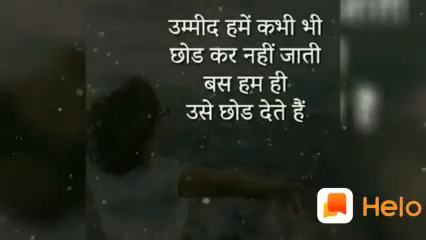 उम्मीद हमें कभी भी
छोड कर नहीं जाती
बस हम ही
उसे छोड देते हैं
Helo